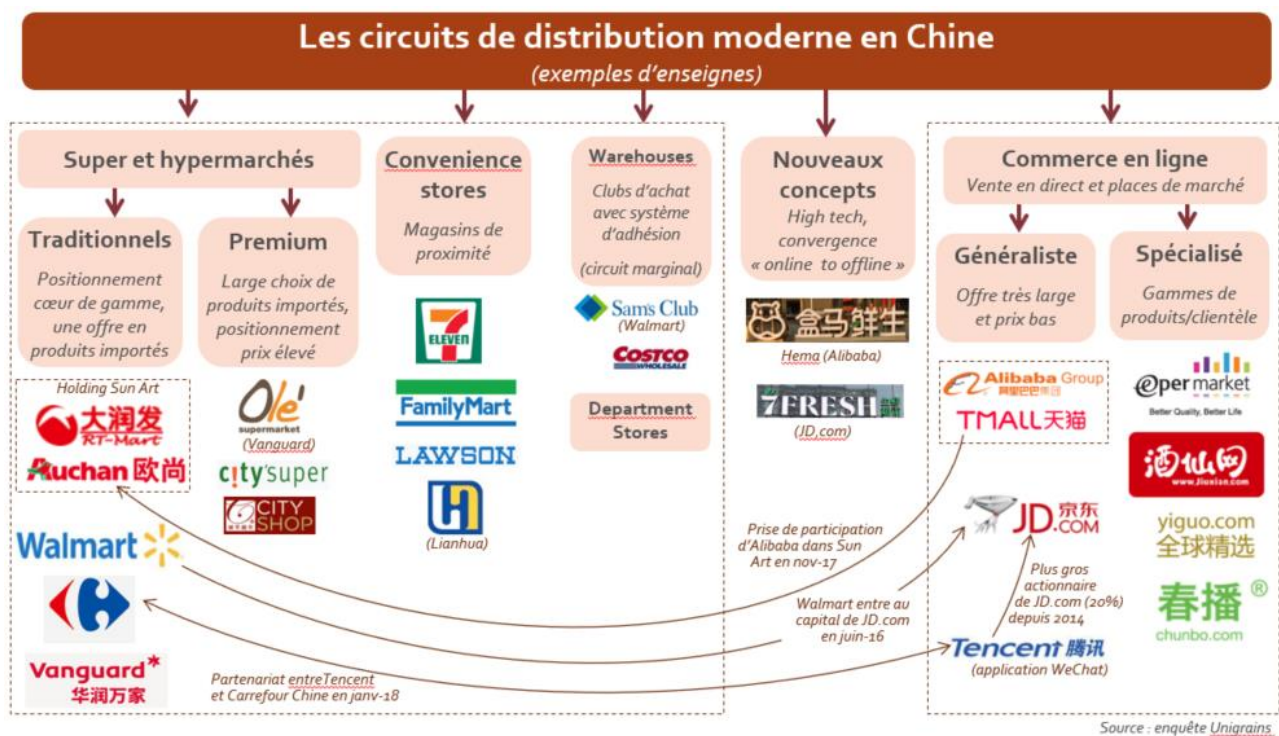 Les circuits de distribution moderne en Chine
(exemples d'enseignes)
Super et hypermarchés
Traditionnels
Positionnement
cœur de gamme,
une offre en
produits importés
Premium
Large choix de
produits importés,
positionnement
prix élevé
Convenience
stores
Magasins de
proximité
Warehouses
Clubs d'achat
avec système
d'adhésion
(circuit marginal)
Nouveaux
concepts
High tech,
convergence
« online to offline »
Commerce en ligne
Vente en direct et places de marché
Généraliste
Offre très large
et prix bas
Spécialisé
Gammes de
produits/clientèle
Holding Sun Art
大润发
RT-Mart
Auchan 欧尚
Walmart
Vanguard
华润万家
Olé
supermarket
(Vanguard)
city'super
CITY
SHOP
7
ELEVEN
FamilyMart
LAWSON
(Lianhua)
Sam's Club
(Walmart)
COSTCO
WHOLESALE
Department
Stores
盒马鲜生
Hema (Alibaba)
7FRESH
(JD,com)
Alibaba Group
阿里巴巴集团
TMALL天猫
JD.京东
.COM
Tencent 腾讯
(application WeChat)
epermarket
Better Quality, Better Life
酒仙网
www.Jiuxian.com
yiguo.com
全球精选
春播®
chunbo.com
Prise de participation
d'Alibaba dans Sun
Art en nov-17
Walmart entre au
capital de JD.com
en juin-16
Plus gros
actionnaire
de JD.com (20%)
depuis 2014
Partenariat entreTencent
et Carrefour Chine en janv-18
Source : enquête Unigrains